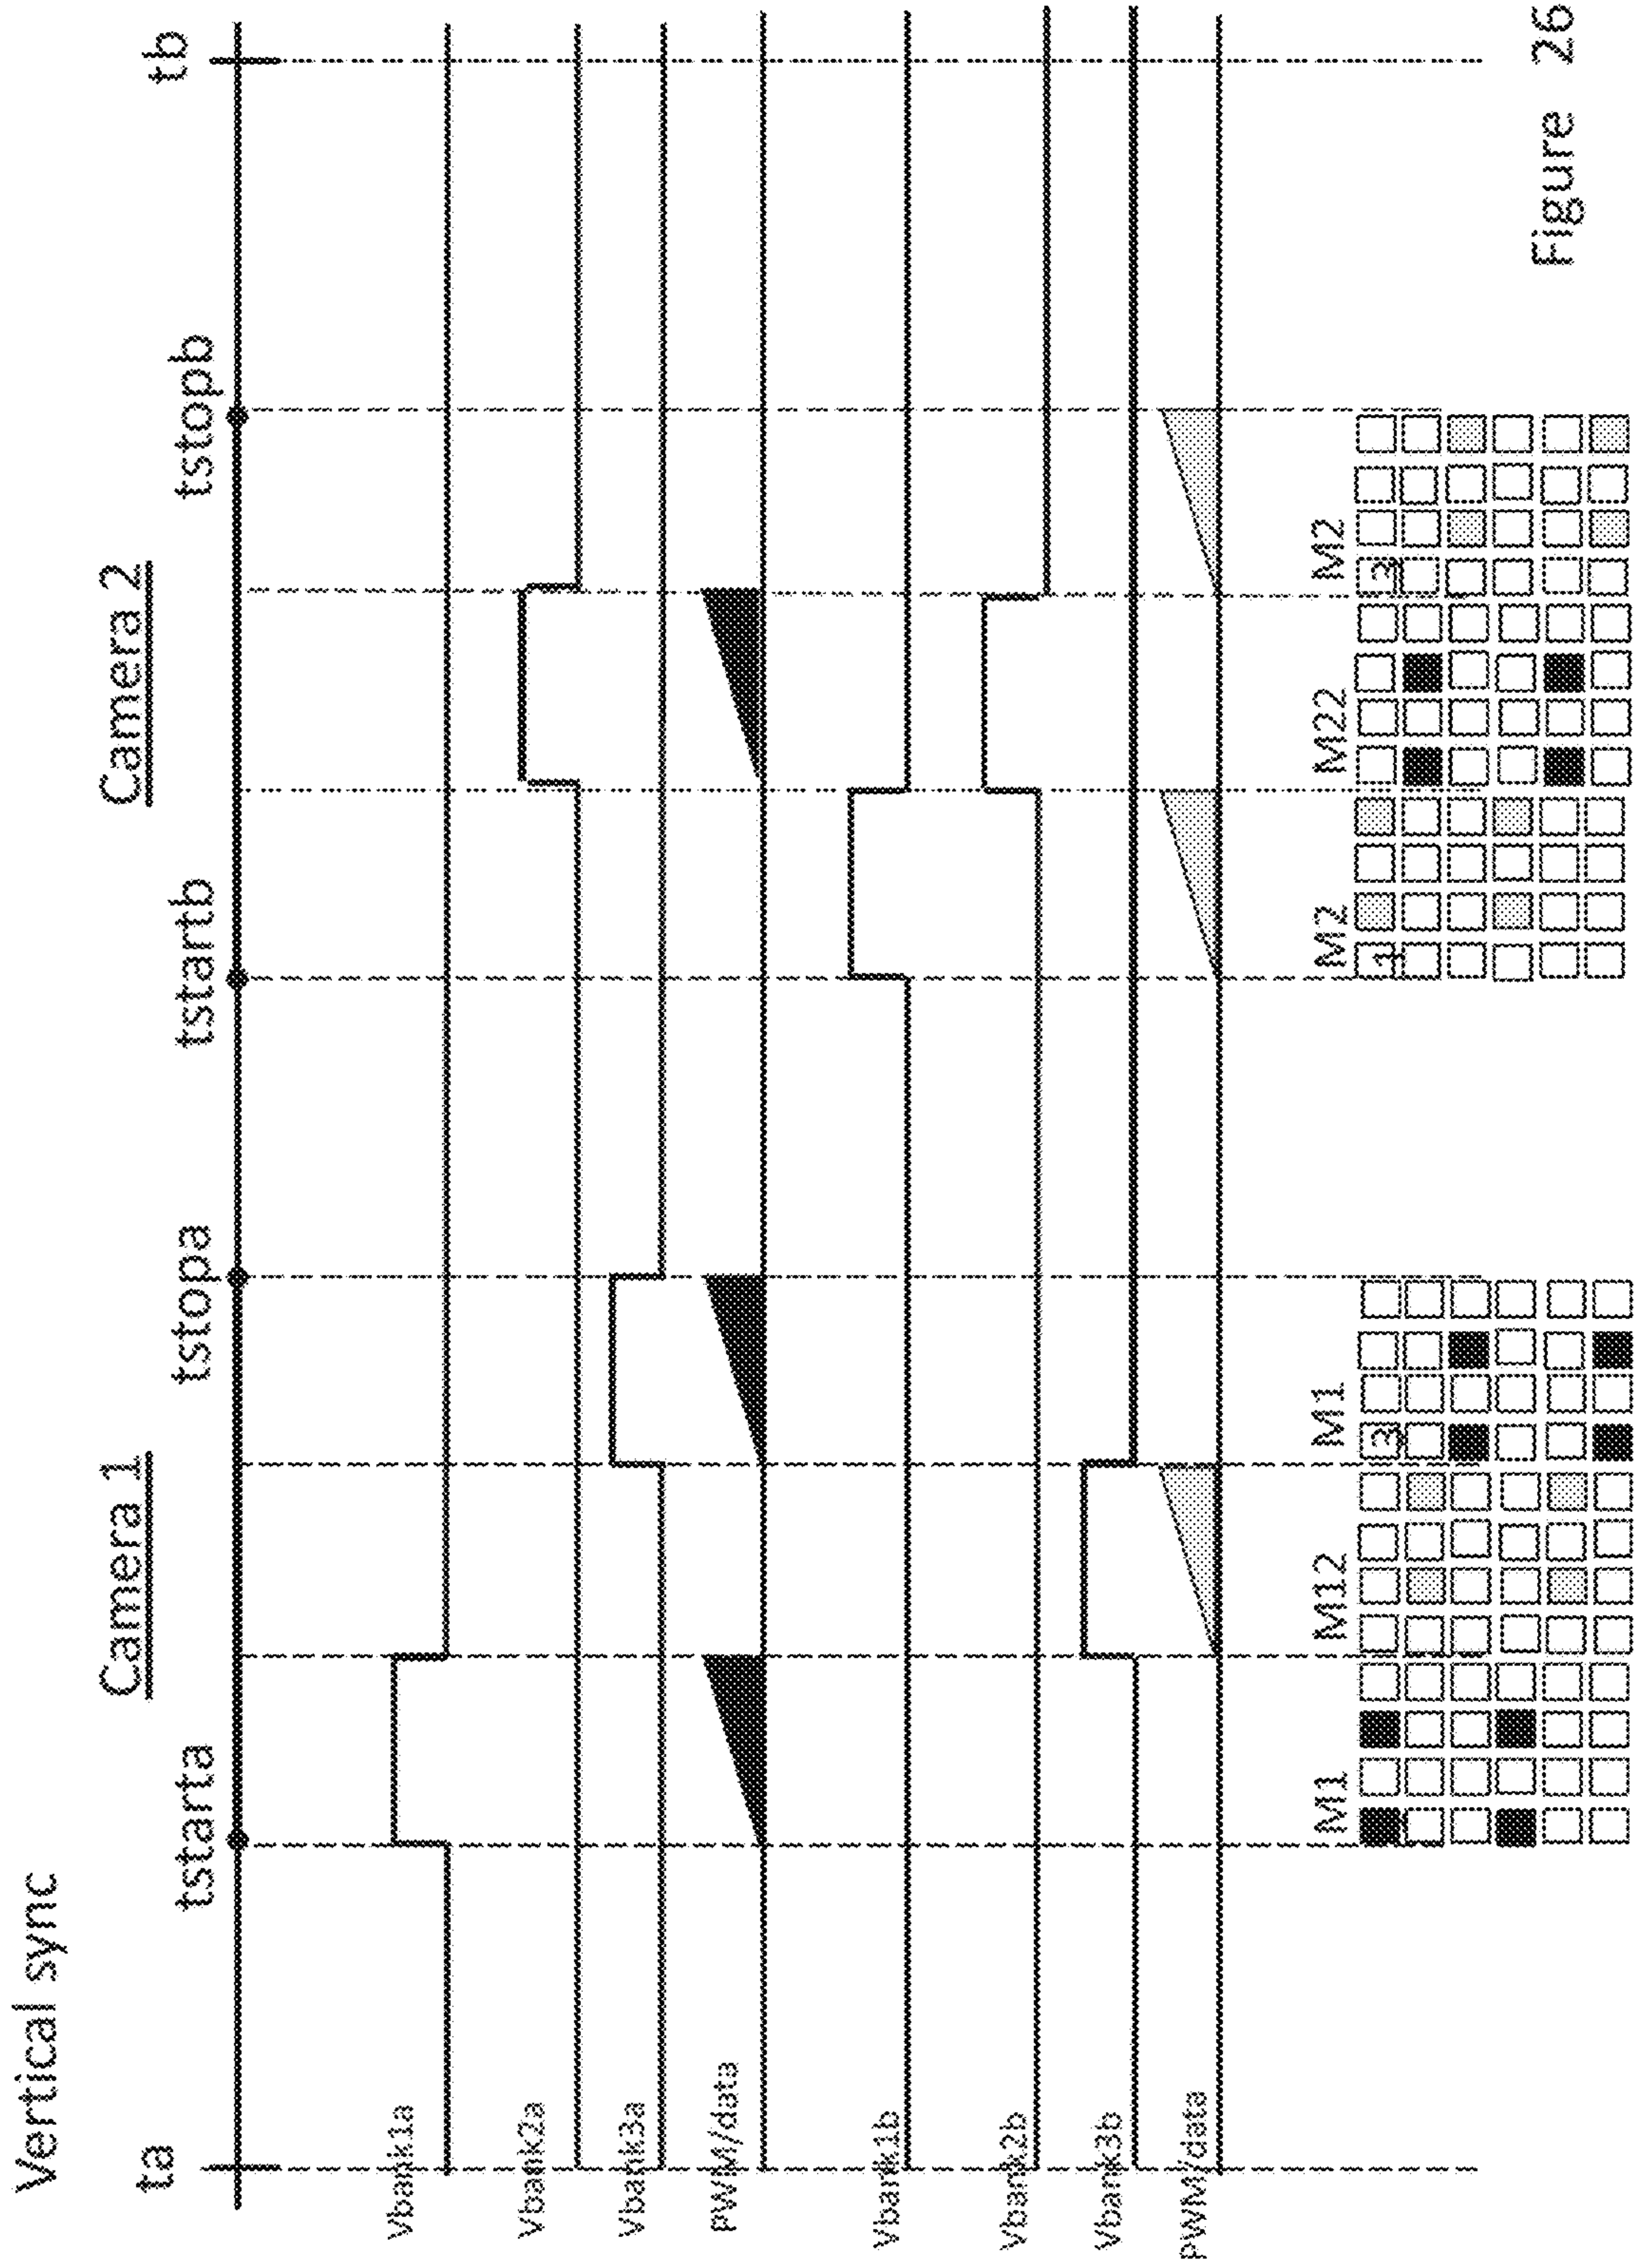 Vertical sync
Camera 1
Camera 2
ta
tstarta
tstopa
tstartb
tstopb
tb
Vbank1a
Vbank2a
Vbank3a
PWM/data
Vbank1b
Vbank2b
Vbank3b
PWM/data
M1
M12
M1
3
M2
1
M22
M2
3
Figure 26